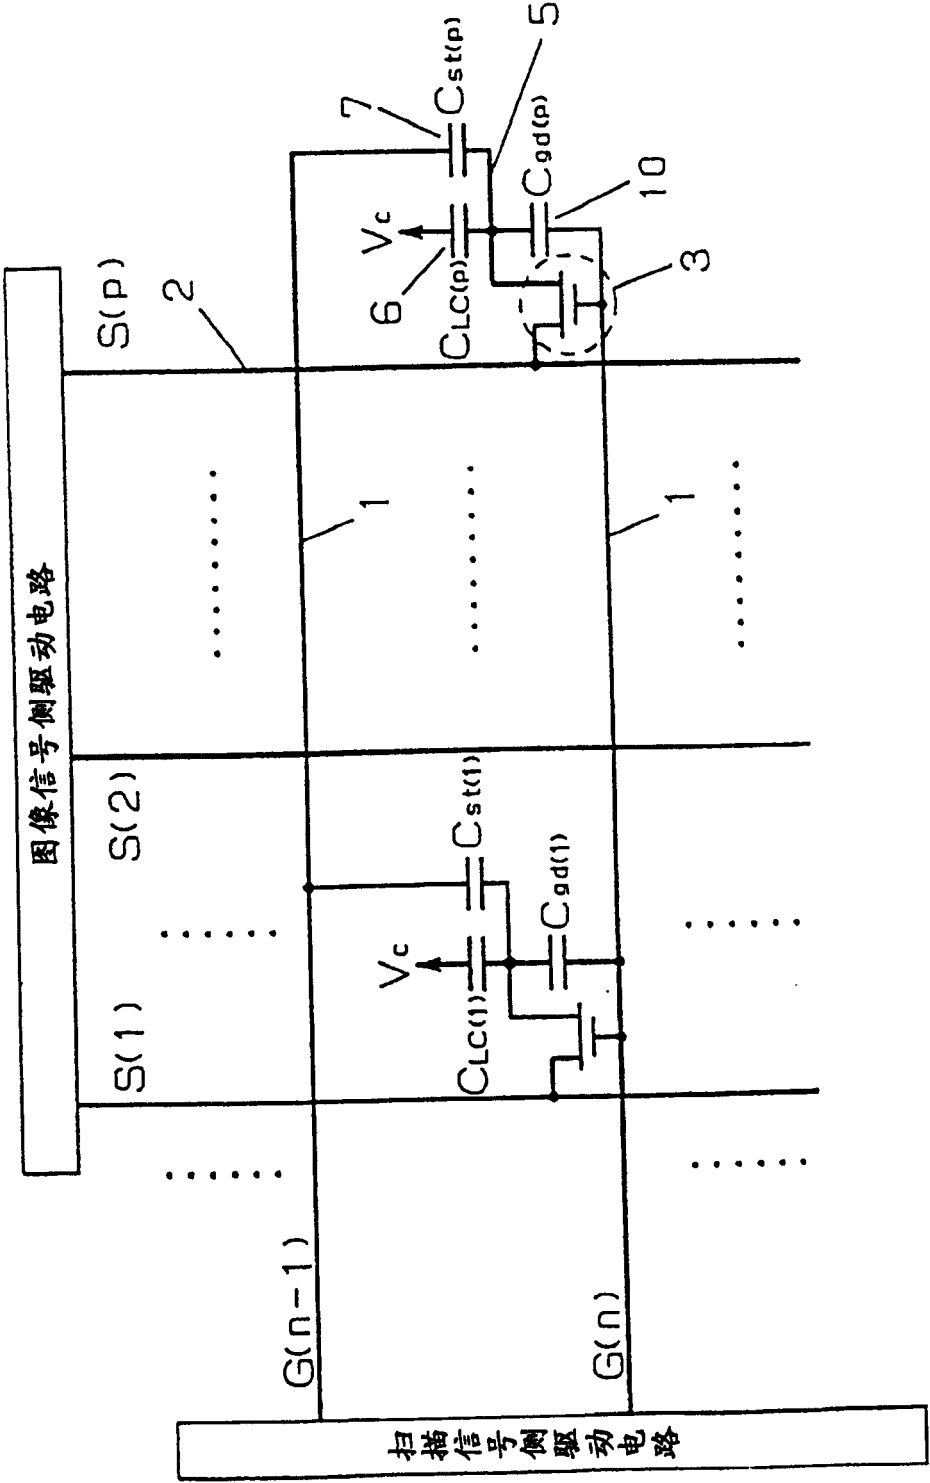 图像信号侧驱动电路
S(1)
S(2)
S(p)
2
G(n-1)
1
Vc
CLC(1)
Cst(1)
Cgd(1)
Vc
6
CLC(p)
7
Cst(p)
5
Cgd(p)
10
3
G(n)
1
扫描信号侧驱动电路